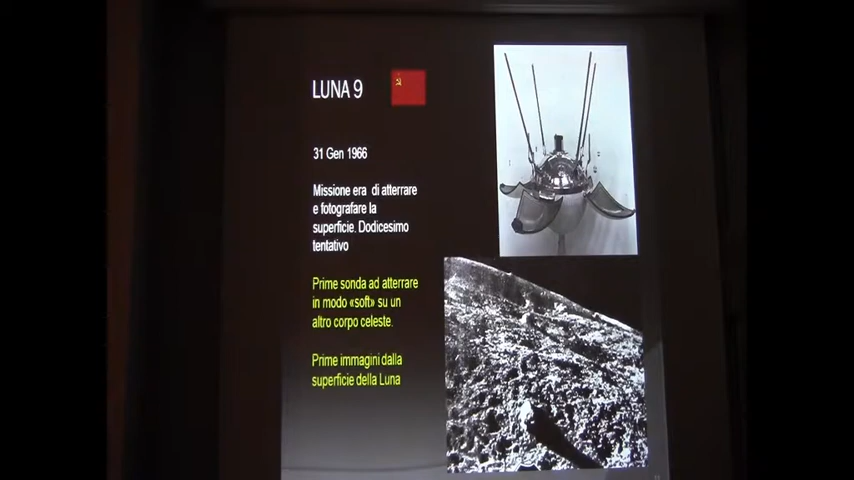 LUNA 9
31 Gen 1966
Missione era di atterrare
e fotografare la
superficie. Dodicesimo
tentativo
Prime sonda ad atterrare
in modo «soft» su un
altro corpo celeste.
Prime immagini dalla
superficie della Luna